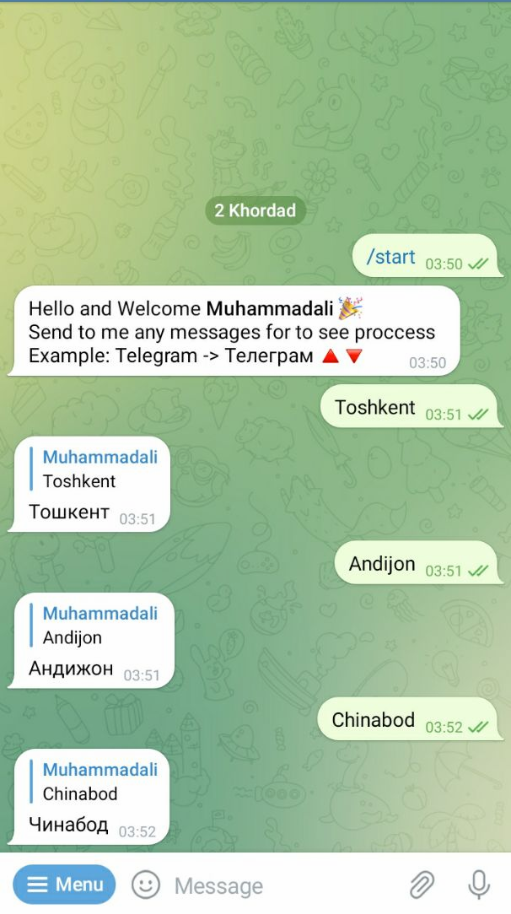 2 Khordad
/start 03:50
Hello and Welcome Muhammadali 🎉
Send to me any messages for to see proccess
Example: Telegram -> Телеграм 🔺🔻 03:50
Toshkent 03:51
Muhammadali
Toshkent
Тошкент 03:51
Andijon 03:51
Muhammadali
Andijon
Андижон 03:51
Chinabod 03:52
Muhammadali
Chinabod
Чинабод 03:52
Menu Message